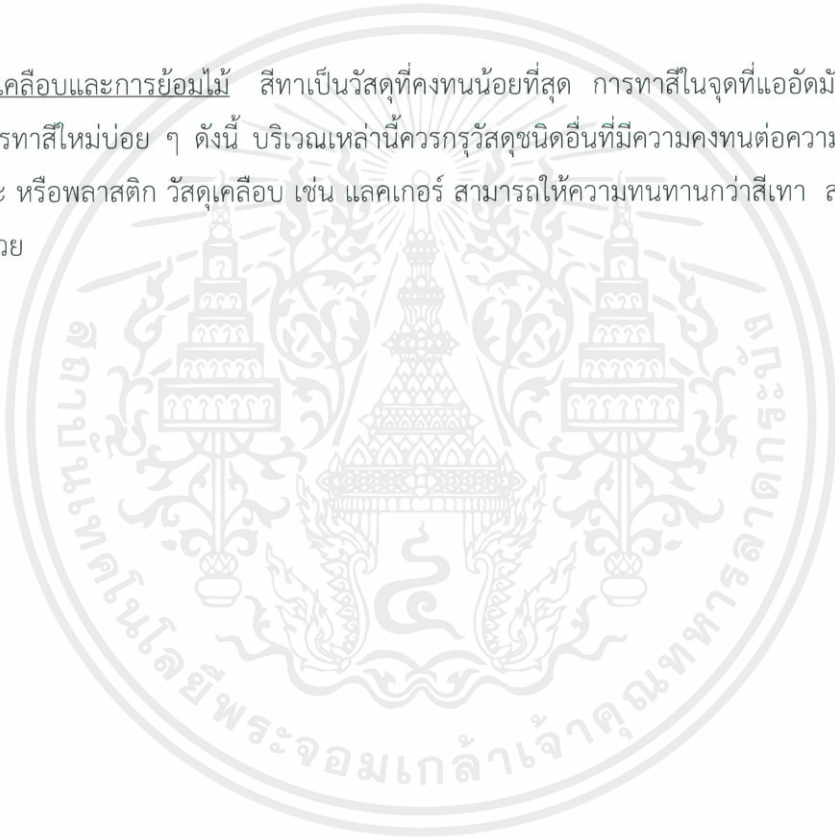 เคลือบและการย้อมไม้ สีทาเป็นวัสดุที่คงทนน้อยที่สุด การทาสีในจุดที่แออัดมั
รทาสีใหม่บ่อย ๆ ดังนี้ บริเวณเหล่านี้ควรกรุวัสดุชนิดอื่นที่มีความคงทนต่อความ
ะ หรือพลาสติก วัสดุเคลือบ เช่น แลคเกอร์ สามารถให้ความทนทานกว่าสีเทา ส
วย
สถาบันเทคโนโลยีพระจอมเกล้าเจ้าคุณทหารลาดกระบัง